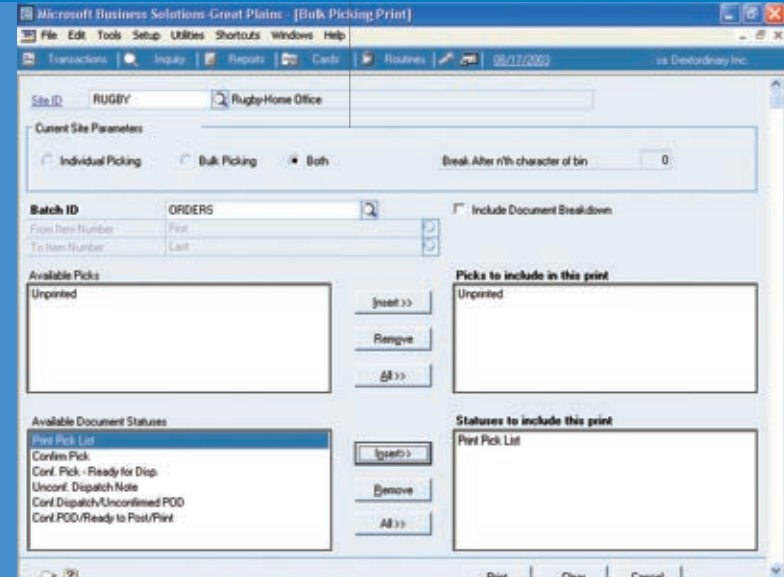 Microsoft Business Solutions-Great Plains - [Bulk Picking Print]
File Edit Tools Setup Utilities Shortcuts Windows Help
Transactions Inquiry Reports Cards Routines 08/17/2003 sa Dextordinary Inc.
Site ID RUGBY Rugby-Home Office
Current Site Parameters
Individual Picking Bulk Picking Both Break After n'th character of bin 0
Batch ID ORDERS Include Document Breakdown
From Item Number First
To Item Number Last
Available Picks Picks to include in this print
Unprinted Insert >> Unprinted
Remove
All >>
Available Document Statuses Statuses to include this print
Print Pick List Insert >> Print Pick List
Confirm Pick
Conf. Pick - Ready for Disp.
Unconf. Dispatch Note Remove
Conf.Dispatch/Unconfirmed POD
Conf.POD/Ready to Post/Print All >>
Print Clear Cancel